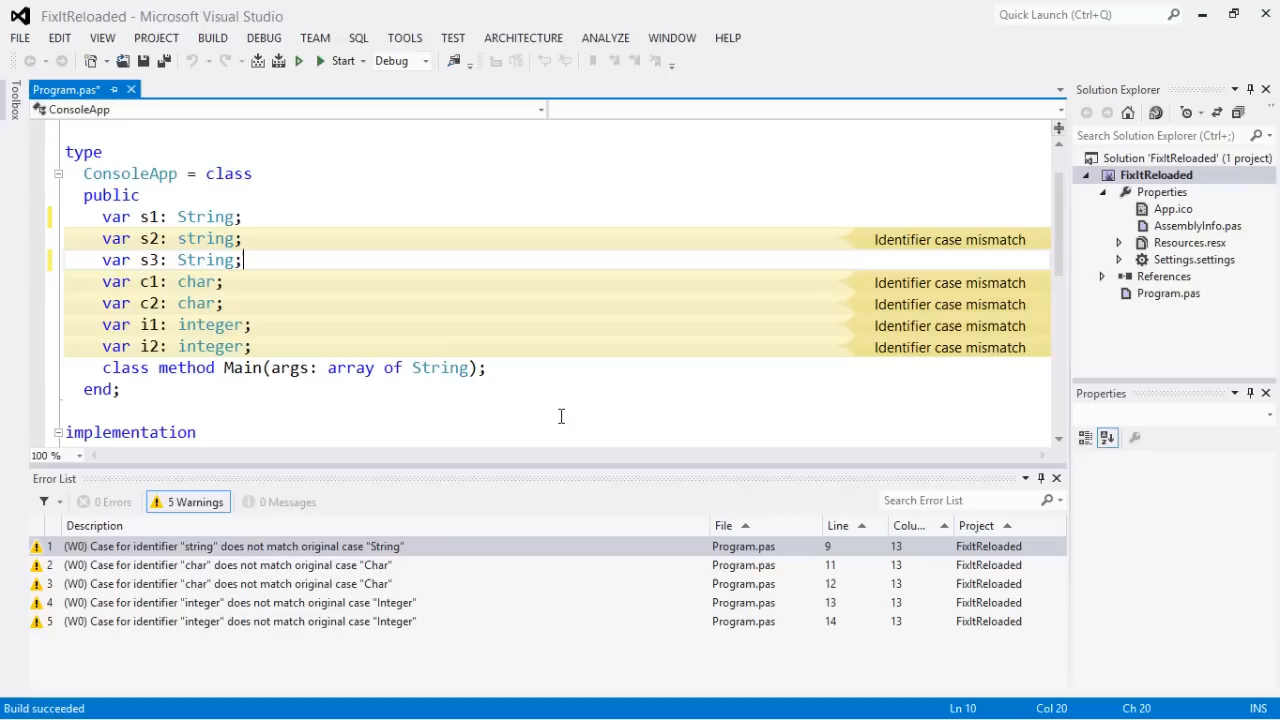 FixItReloaded - Microsoft Visual Studio
Quick Launch (Ctrl+Q)
FILE EDIT VIEW PROJECT BUILD DEBUG TEAM SQL TOOLS TEST ARCHITECTURE ANALYZE WINDOW HELP
Start Debug
Toolbox
Program.pas*
ConsoleApp
type
ConsoleApp = class
public
var s1: String;
var s2: string; Identifier case mismatch
var s3: String;
var c1: char; Identifier case mismatch
var c2: char; Identifier case mismatch
var i1: integer; Identifier case mismatch
var i2: integer; Identifier case mismatch
class method Main(args: array of String);
end;
implementation
100 %
Solution Explorer
Search Solution Explorer (Ctrl+;)
Solution 'FixItReloaded' (1 project)
FixItReloaded
Properties
App.ico
AssemblyInfo.pas
Resources.resx
Settings.settings
References
Program.pas
Properties
Error List
0 Errors 5 Warnings 0 Messages
Search Error List
Description File Line Colu... Project
1 (W0) Case for identifier "string" does not match original case "String" Program.pas 9 13 FixItReloaded
2 (W0) Case for identifier "char" does not match original case "Char" Program.pas 11 13 FixItReloaded
3 (W0) Case for identifier "char" does not match original case "Char" Program.pas 12 13 FixItReloaded
4 (W0) Case for identifier "integer" does not match original case "Integer" Program.pas 13 13 FixItReloaded
5 (W0) Case for identifier "integer" does not match original case "Integer" Program.pas 14 13 FixItReloaded
Build succeeded Ln 10 Col 20 Ch 20 INS